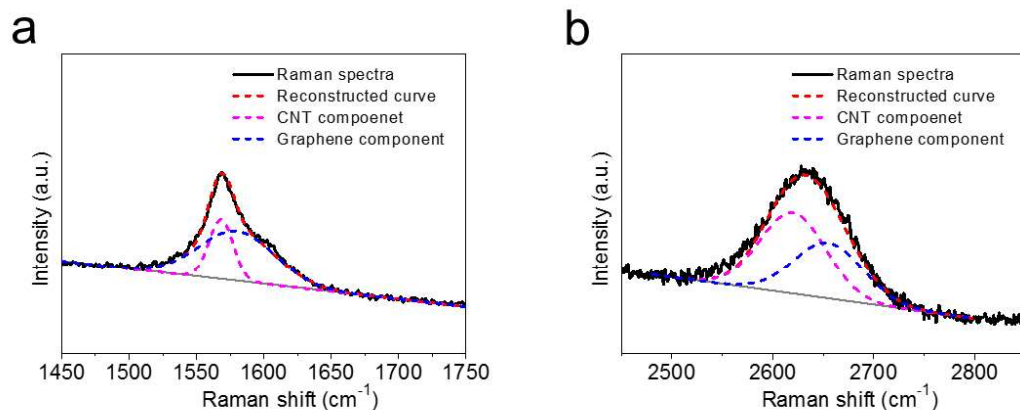 a
Raman spectra
Reconstructed curve
CNT compoenet
Graphene component
Intensity (a.u.)
1450 1500 1550 1600 1650 1700 1750
Raman shift (cm⁻¹)
b
Raman spectra
Reconstructed curve
CNT compoenet
Graphene component
Intensity (a.u.)
2500 2600 2700 2800
Raman shift (cm⁻¹)